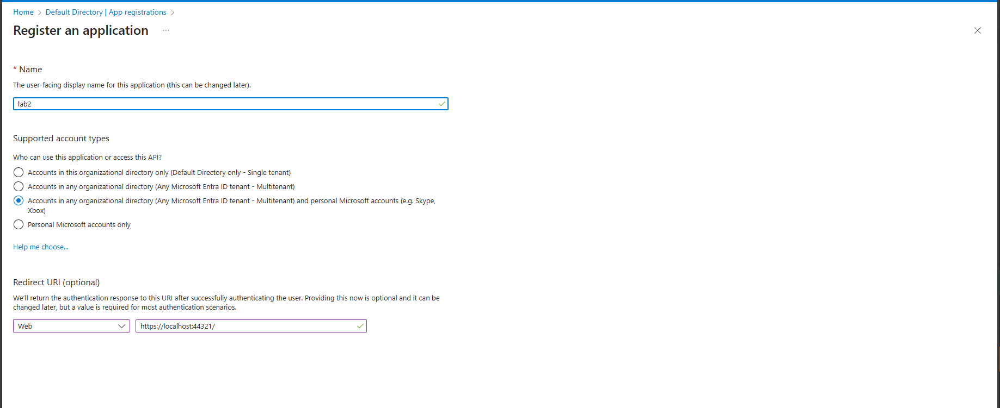 Home > Default Directory | App registrations >
Register an application ...
* Name
The user-facing display name for this application (this can be changed later).
lab2
Supported account types
Who can use this application or access this API?
Accounts in this organizational directory only (Default Directory only - Single tenant)
Accounts in any organizational directory (Any Microsoft Entra ID tenant - Multitenant)
Accounts in any organizational directory (Any Microsoft Entra ID tenant - Multitenant) and personal Microsoft accounts (e.g. Skype,
Xbox)
Personal Microsoft accounts only
Help me choose...
Redirect URI (optional)
We'll return the authentication response to this URI after successfully authenticating the user. Providing this now is optional and it can be
changed later, but a value is required for most authentication scenarios.
Web https://localhost:44321/